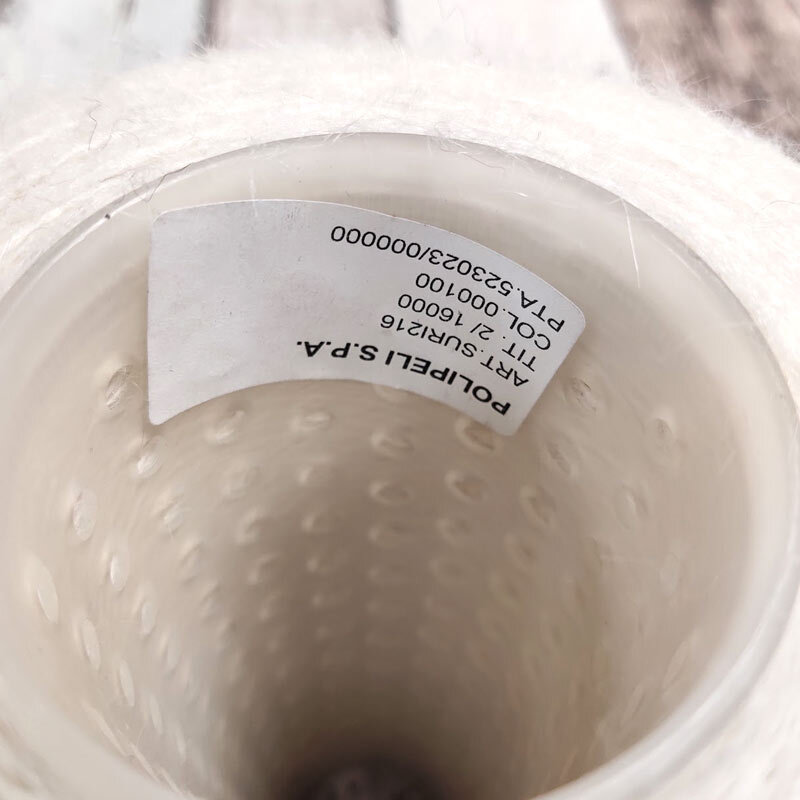 POLIPELI S.P.A.
ART.SURI216
TIT. 2/ 16000
COL.000100
PTA.523023/000000